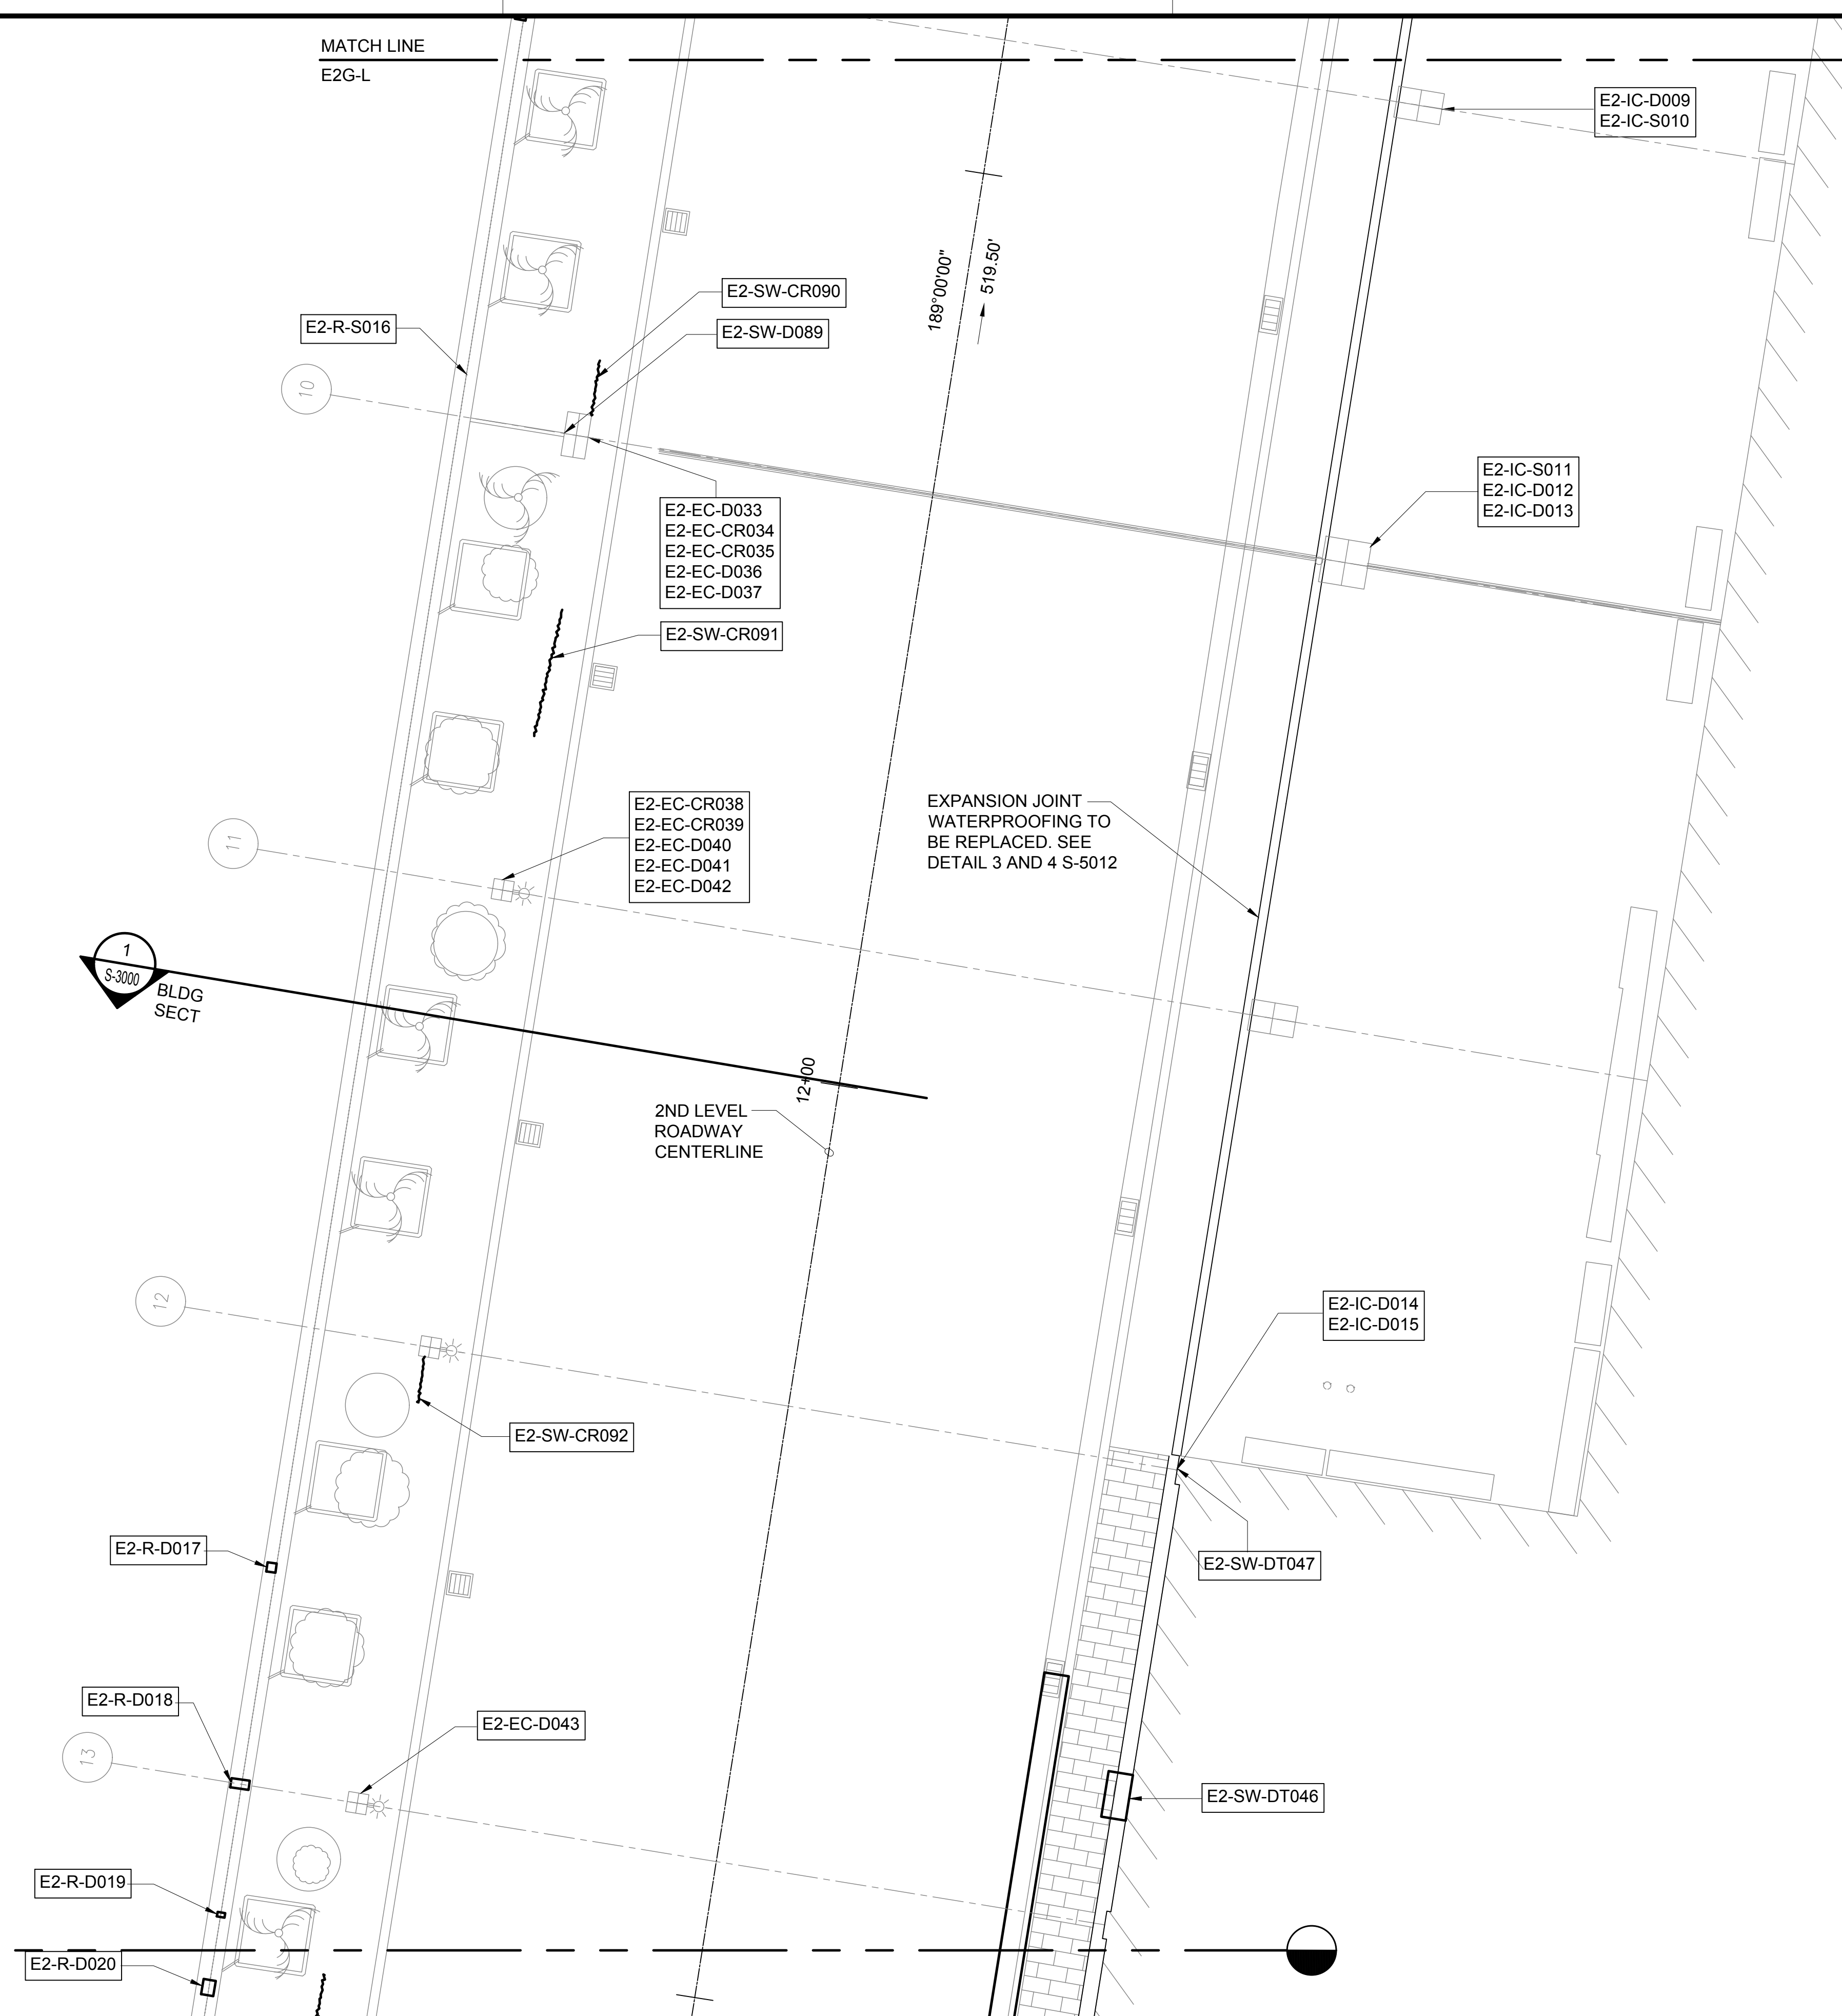 MATCH LINE
E2G-L
E2-IC-D009
E2-IC-S010
189°00'00"
519.50'
E2-SW-CR090
E2-SW-D089
E2-R-S016
10
E2-IC-S011
E2-IC-D012
E2-IC-D013
E2-EC-D033
E2-EC-CR034
E2-EC-CR035
E2-EC-D036
E2-EC-D037
E2-SW-CR091
11
E2-EC-CR038
E2-EC-CR039
E2-EC-D040
E2-EC-D041
E2-EC-D042
EXPANSION JOINT
WATERPROOFING TO
BE REPLACED. SEE
DETAIL 3 AND 4 S-5012
1
S-3000
BLDG
SECT
12+00
2ND LEVEL
ROADWAY
CENTERLINE
12
E2-IC-D014
E2-IC-D015
E2-SW-CR092
E2-R-D017
E2-SW-DT047
E2-R-D018
E2-EC-D043
13
E2-SW-DT046
E2-R-D019
E2-R-D020